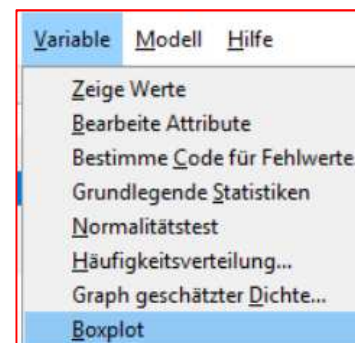 Variable Modell Hilfe
Zeige Werte
Bearbeite Attribute
Bestimme Code für Fehlwerte.
Grundlegende Statistiken
Normalitätstest
Häufigkeitsverteilung...
Graph geschätzter Dichte...
Boxplot